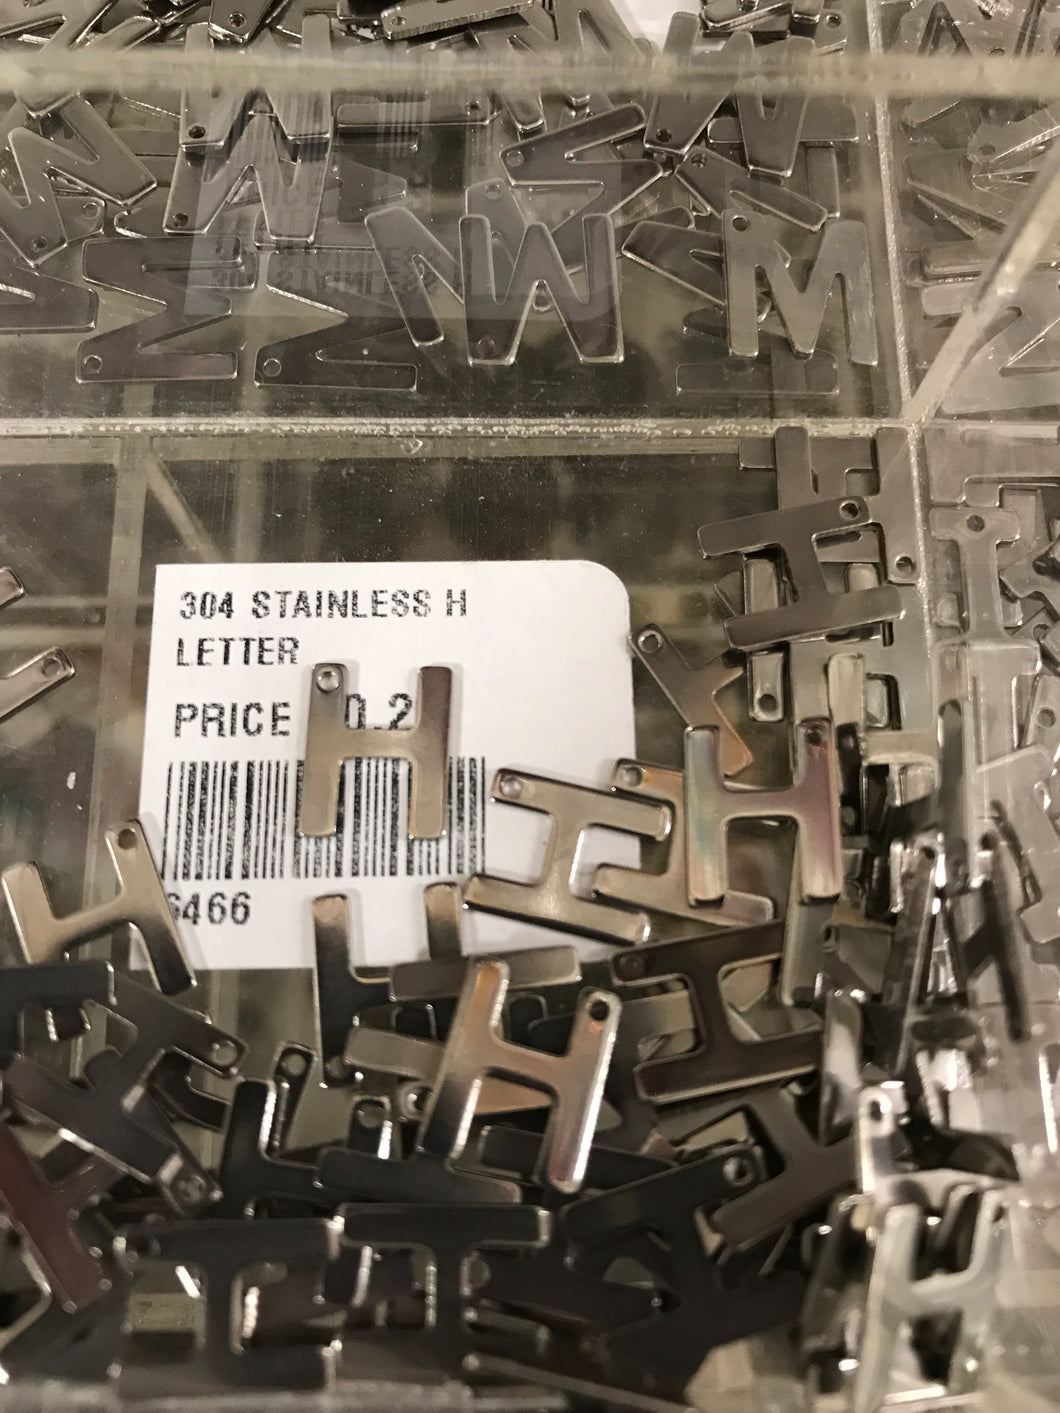 304 STAINLESS H
LETTER
PRICE 0.2
6466
H